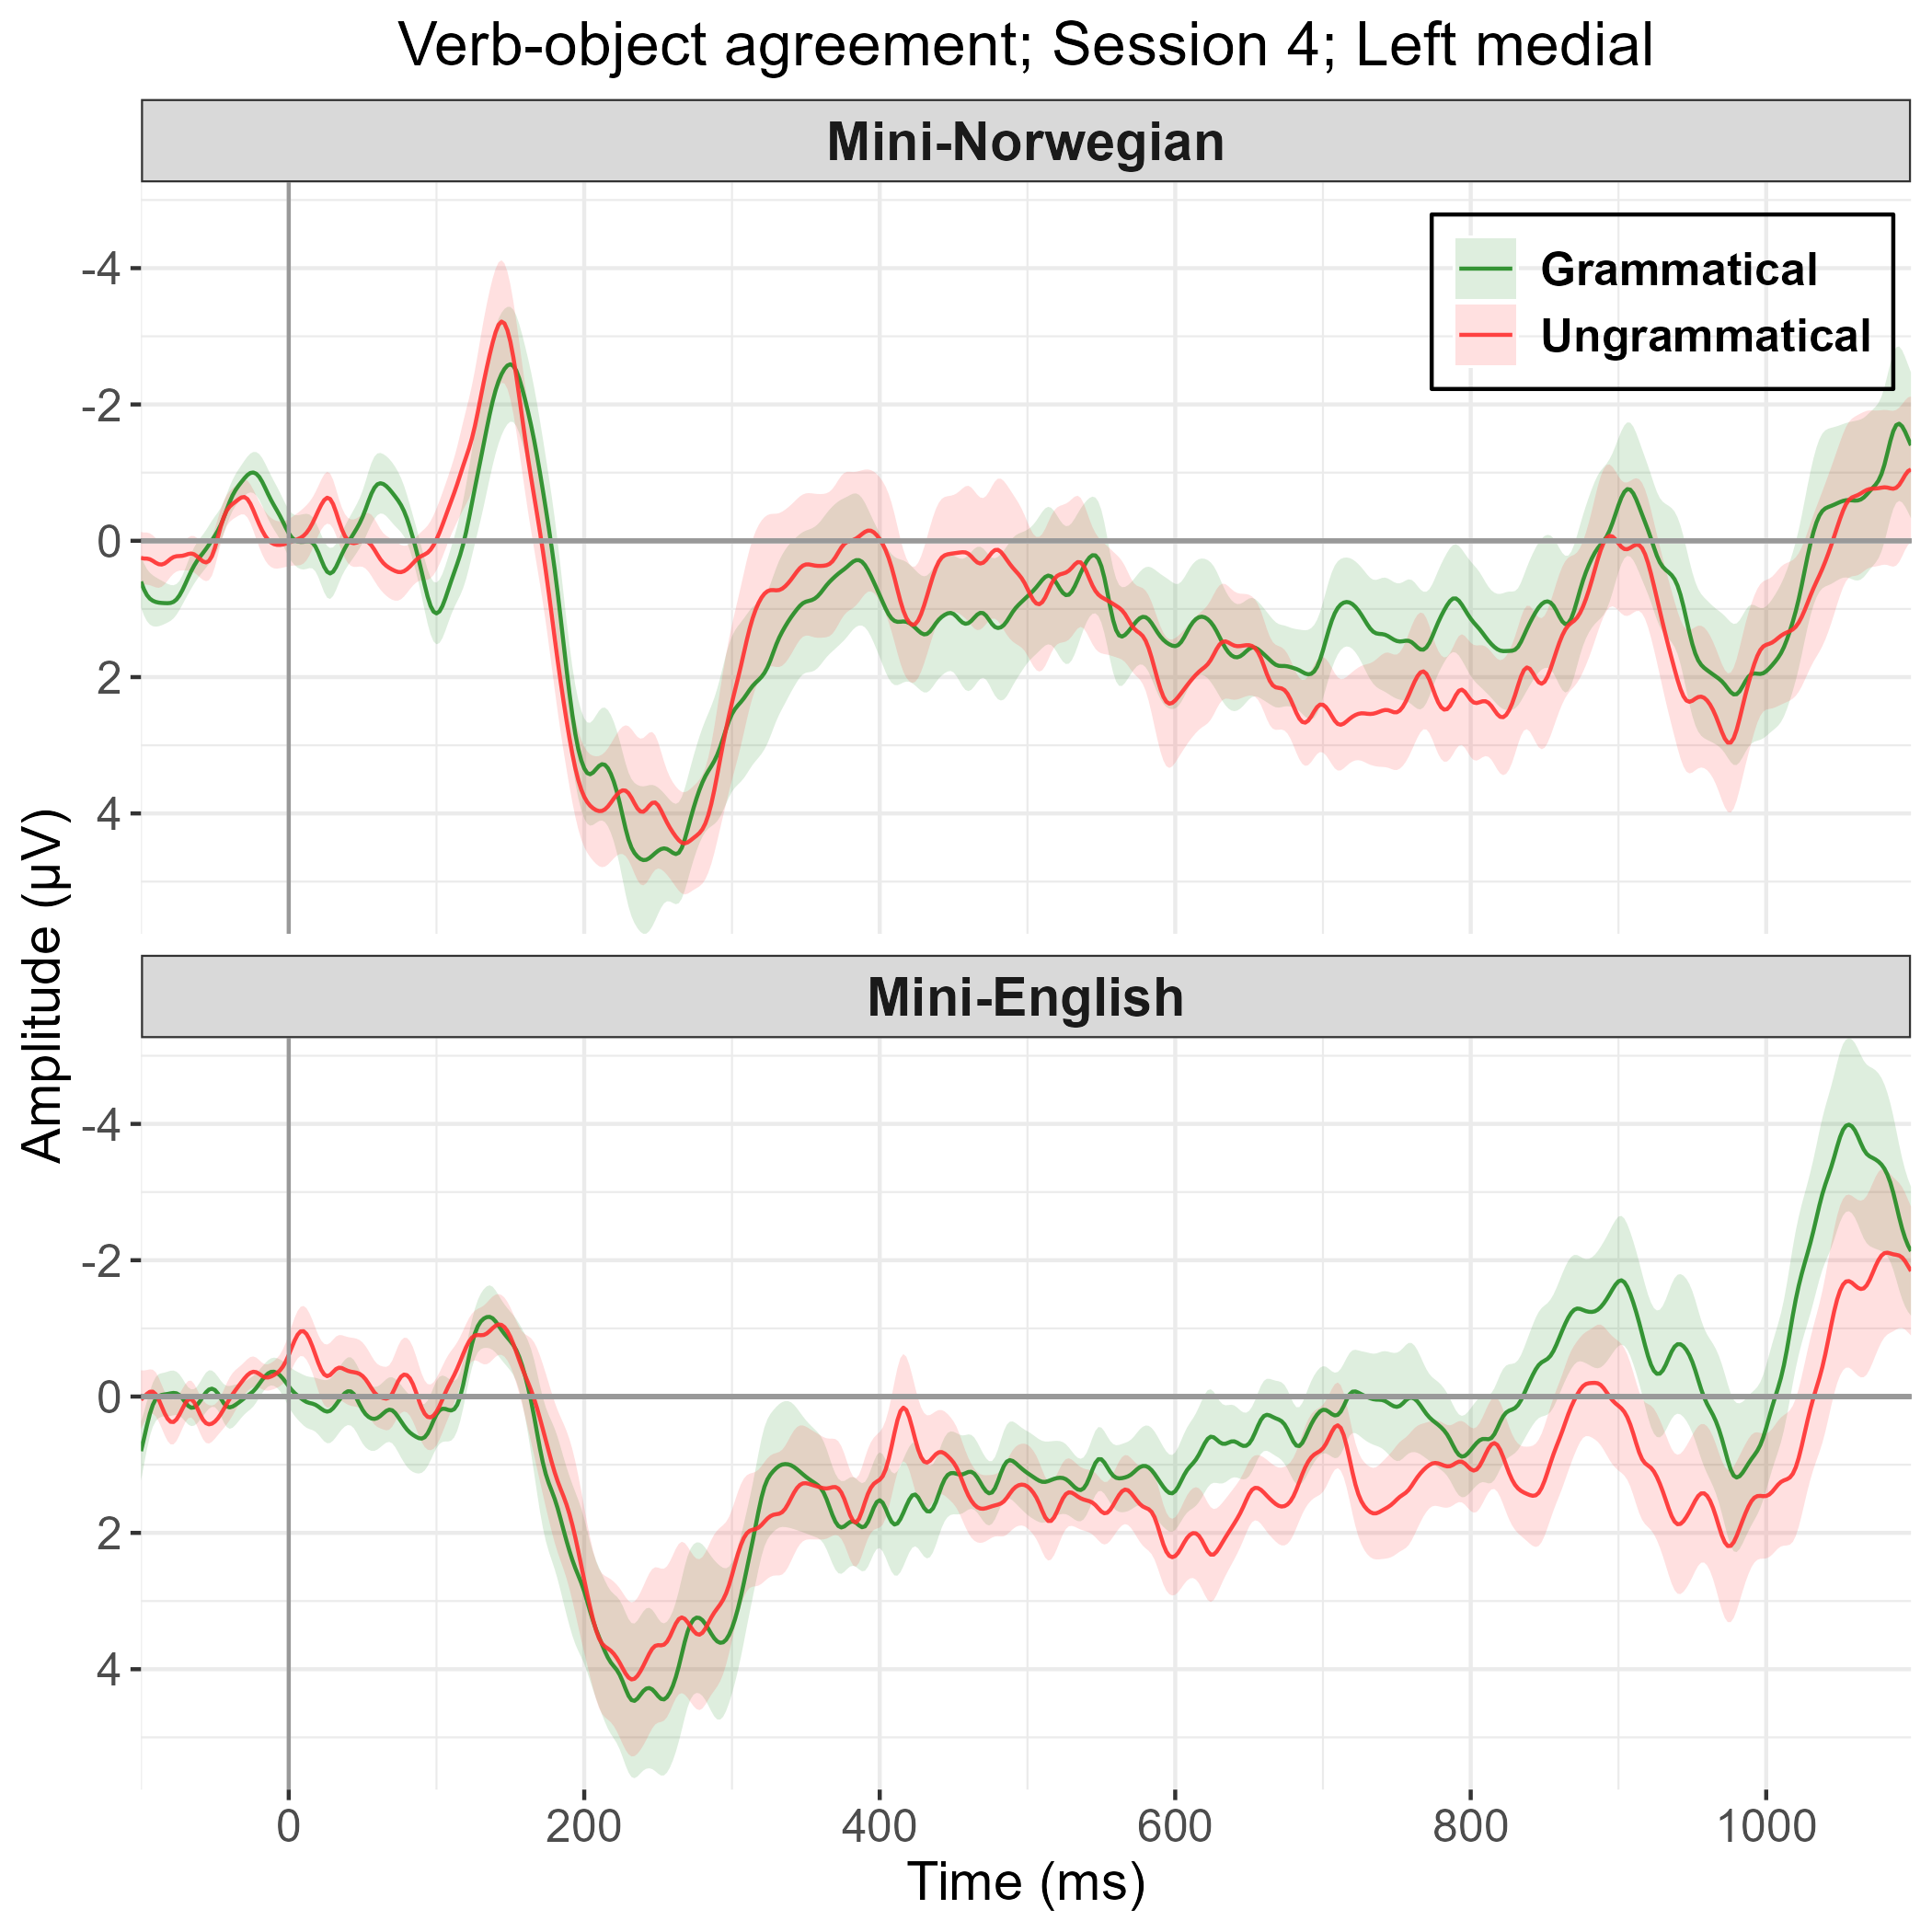 Verb-object agreement; Session 4; Left medial
Mini-Norwegian
Grammatical
Ungrammatical
-4
-2
0
2
4
Mini-English
-4
-2
0
2
4
Amplitude (µV)
0 200 400 600 800 1000
Time (ms)